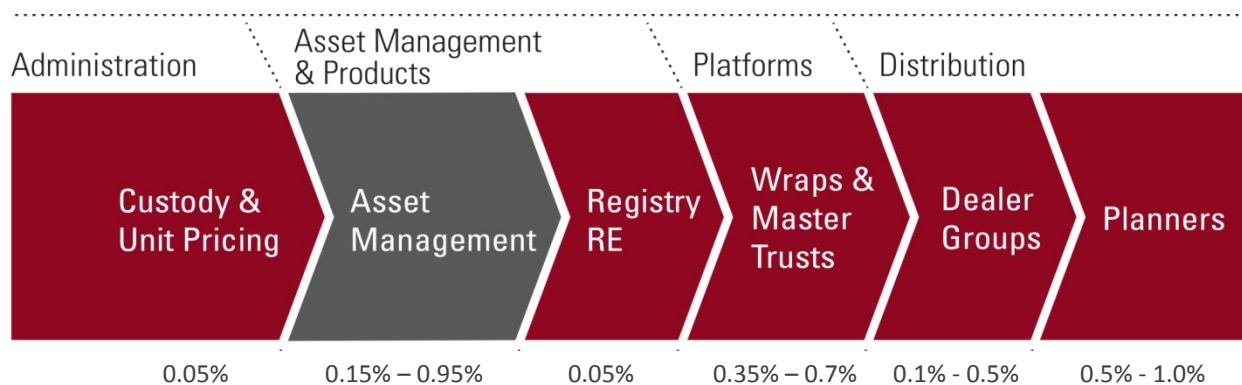 Administration
Asset Management
& Products
Platforms
Distribution
Custody &
Unit Pricing
Asset
Management
Registry
RE
Wraps &
Master
Trusts
Dealer
Groups
Planners
0.05%
0.15% – 0.95%
0.05%
0.35% – 0.7%
0.1% - 0.5%
0.5% - 1.0%